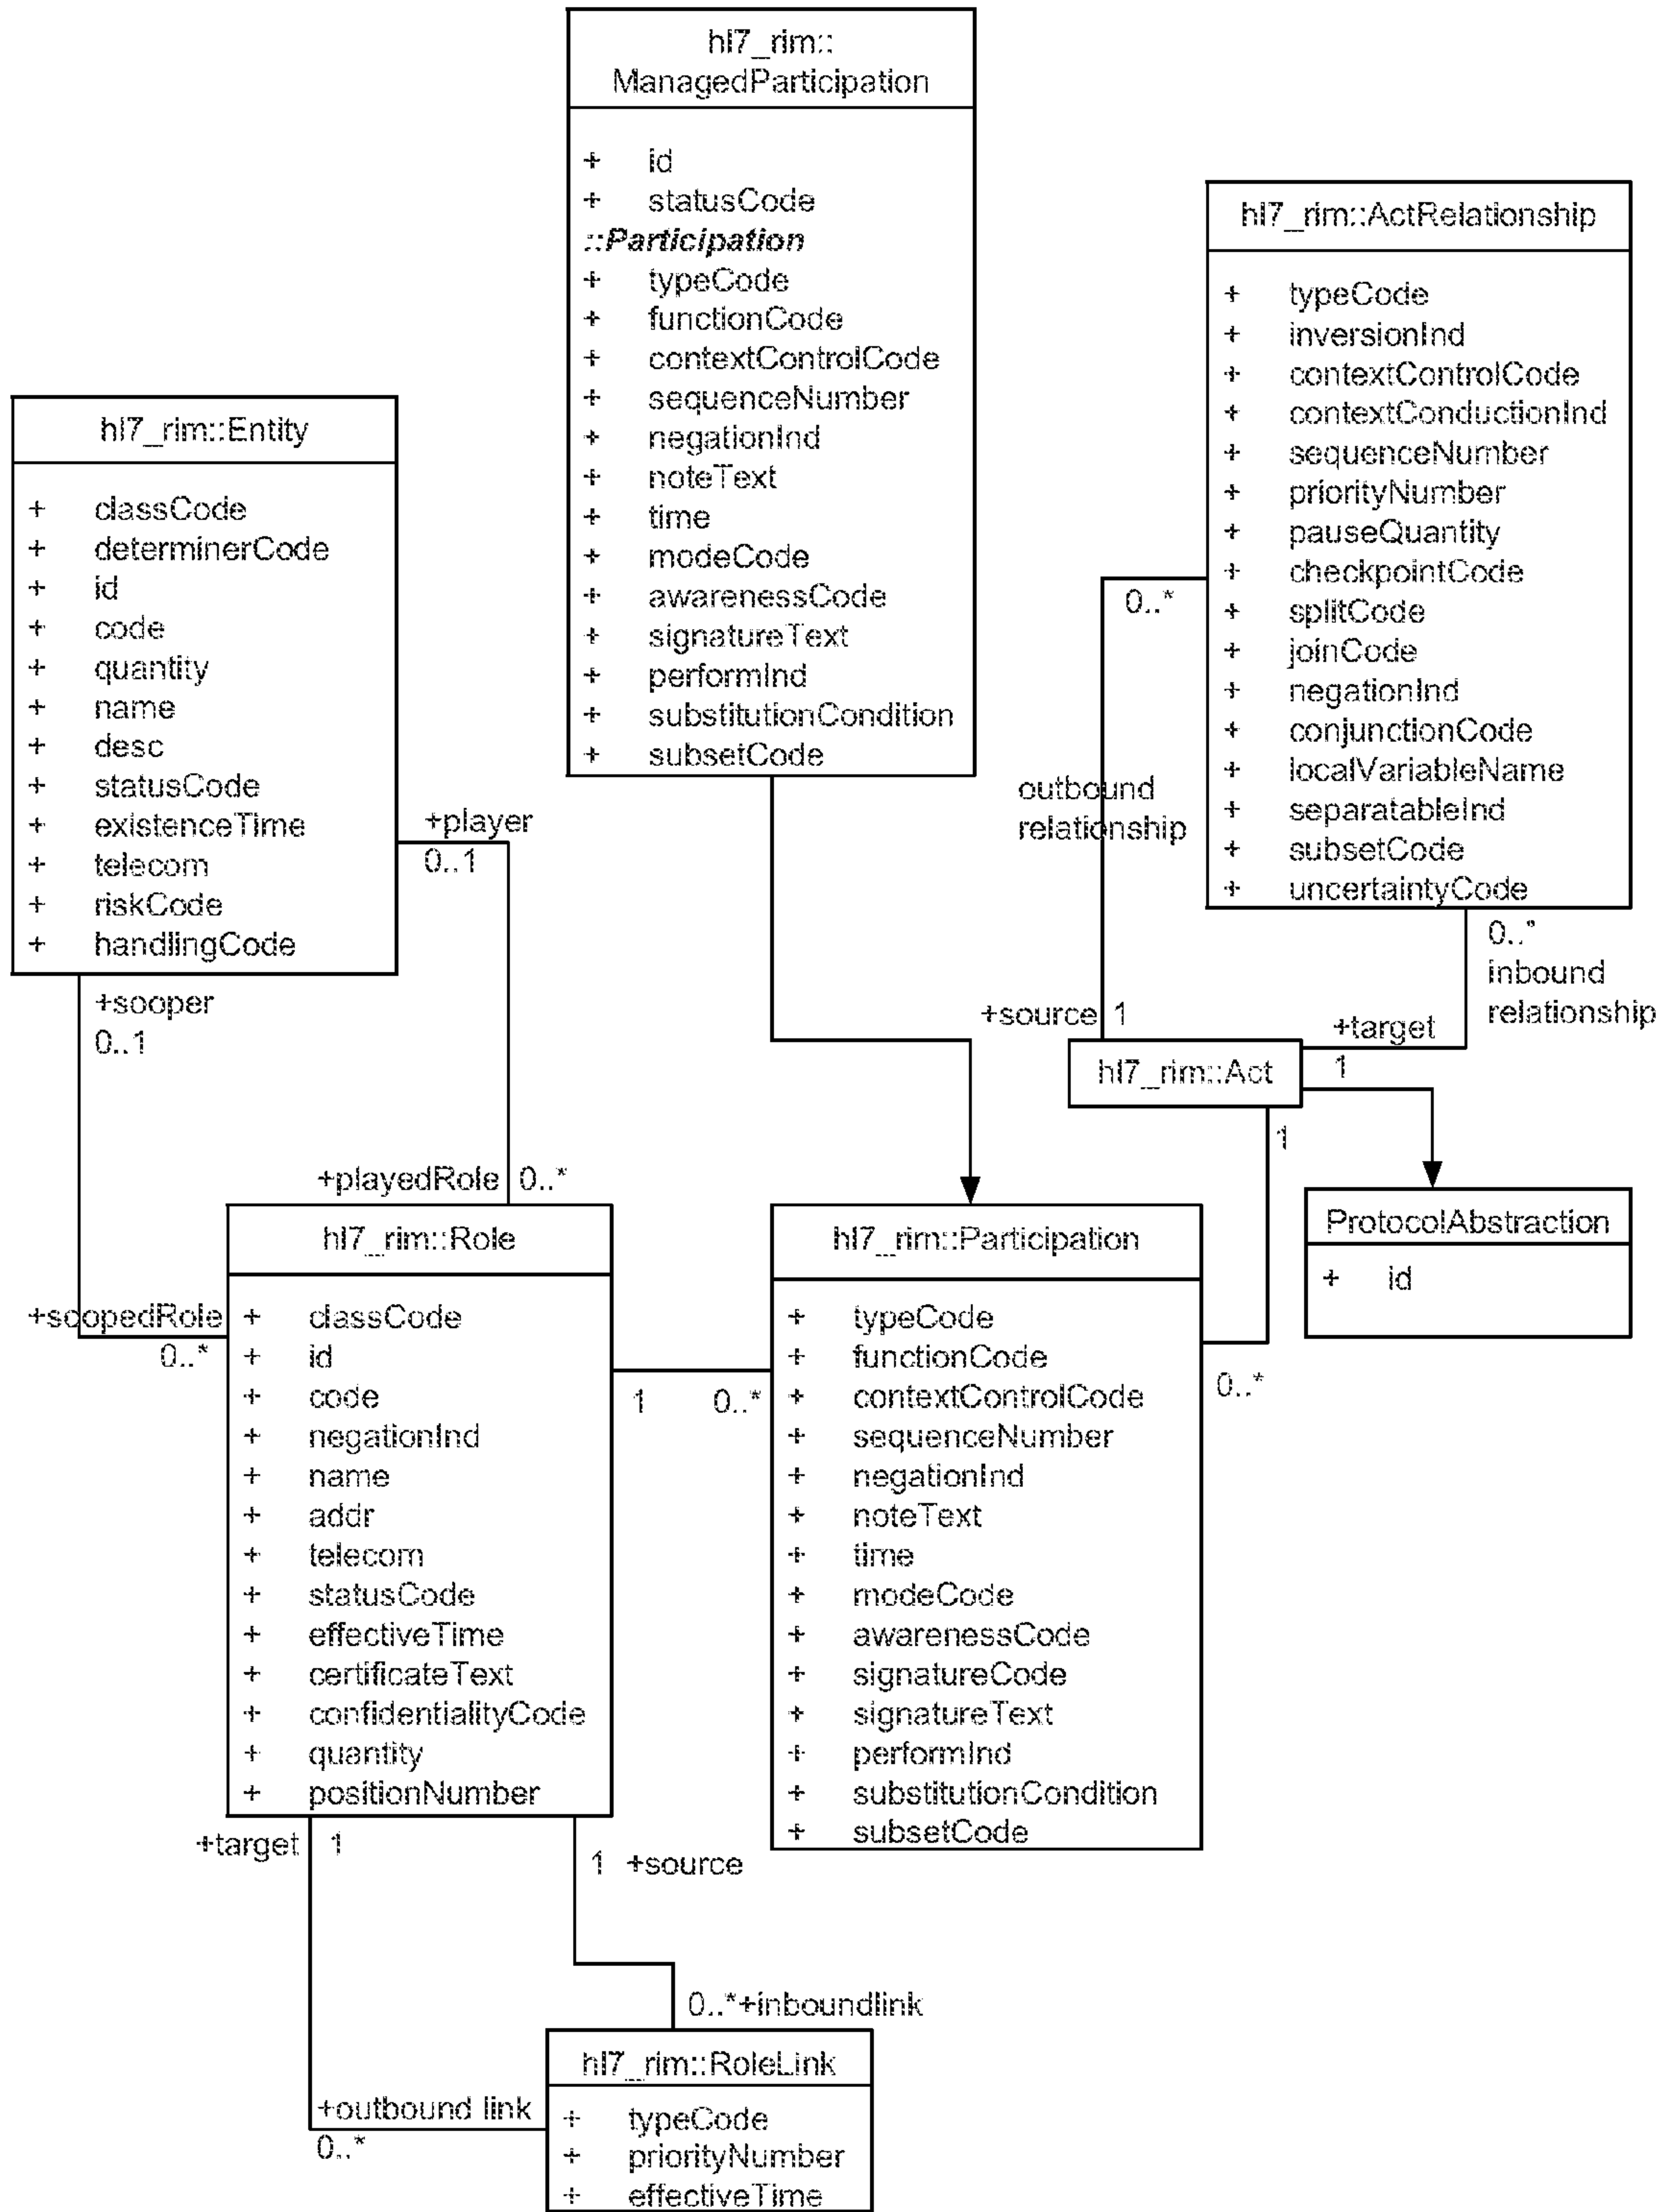 hl7_rim::
ManagedParticipation
+ id
+ statusCode
::Participation
+ typeCode
+ functionCode
+ contextControlCode
+ sequenceNumber
+ negationInd
+ noteText
+ time
+ modeCode
+ awarenessCode
+ signatureText
+ performInd
+ substitutionCondition
+ subsetCode
hl7_rim::ActRelationship
+ typeCode
+ inversionInd
+ contextControlCode
+ contextConductionInd
+ sequenceNumber
+ priorityNumber
+ pauseQuantity
+ checkpointCode
+ splitCode
+ joinCode
+ negationInd
+ conjunctionCode
+ localVariableName
+ separatableInd
+ subsetCode
+ uncertaintyCode
hl7_rim::Entity
+ classCode
+ determinerCode
+ id
+ code
+ quantity
+ name
+ desc
+ statusCode
+ existenceTime
+ telecom
+ riskCode
+ handlingCode
+player
0..1
+sooper
0..1
0..*
outbound
relationship
0..*
inbound
relationship
+source 1
+target
1
hl7_rim::Act
1
ProtocolAbstraction
+ id
+playedRole 0..*
+scopedRole
0..*
hl7_rim::Role
+ classCode
+ id
+ code
+ negationInd
+ name
+ addr
+ telecom
+ statusCode
+ effectiveTime
+ certificateText
+ confidentialityCode
+ quantity
+ positionNumber
1 0..*
hl7_rim::Participation
+ typeCode
+ functionCode
+ contextControlCode
+ sequenceNumber
+ negationInd
+ noteText
+ time
+ modeCode
+ awarenessCode
+ signatureCode
+ signatureText
+ performInd
+ substitutionCondition
+ subsetCode
0..*
+target 1
1 +source
0..*+inboundlink
+outbound link
0..*
hl7_rim::RoleLink
+ typeCode
+ priorityNumber
+ effectiveTime